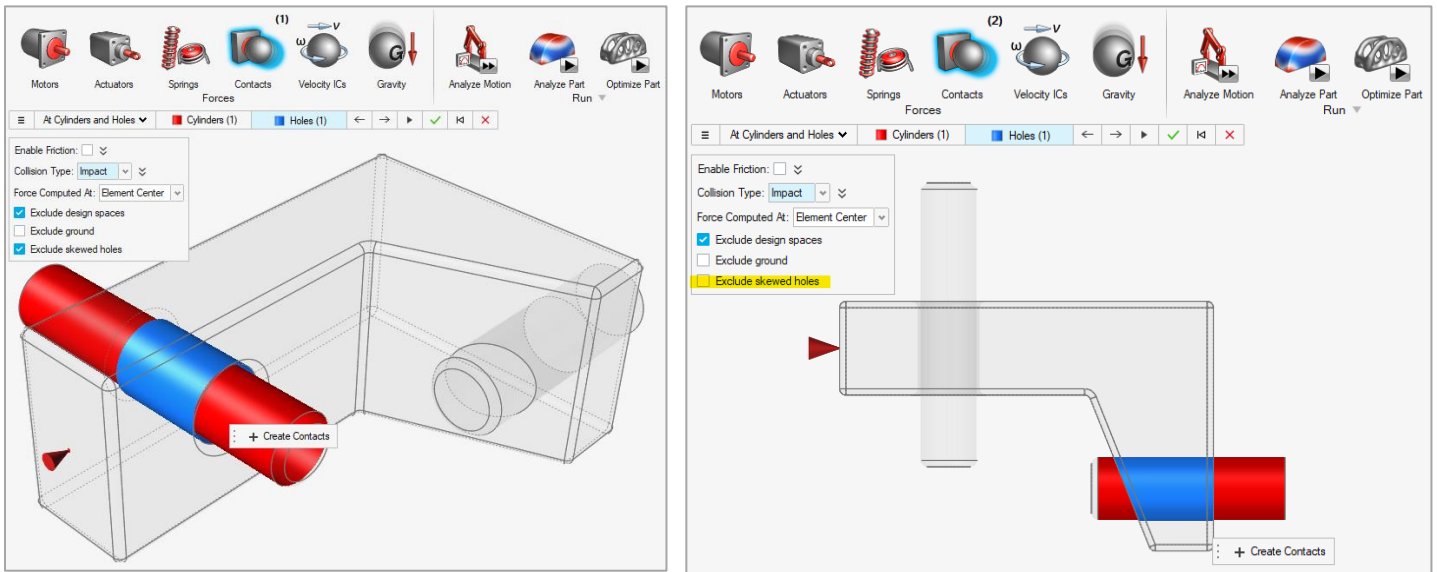 (1)
ω v G
Motors Actuators Springs Contacts Velocity ICs Gravity Analyze Motion Analyze Part Optimize Part
Forces Run
At Cylinders and Holes Cylinders (1) Holes (1)
Enable Friction:
Collision Type: Impact
Force Computed At: Element Center
Exclude design spaces
Exclude ground
Exclude skewed holes
+ Create Contacts
(2)
ω v G
Motors Actuators Springs Contacts Velocity ICs Gravity Analyze Motion Analyze Part Optimize Part
Forces Run
At Cylinders and Holes Cylinders (1) Holes (1)
Enable Friction:
Collision Type: Impact
Force Computed At: Element Center
Exclude design spaces
Exclude ground
Exclude skewed holes
+ Create Contacts